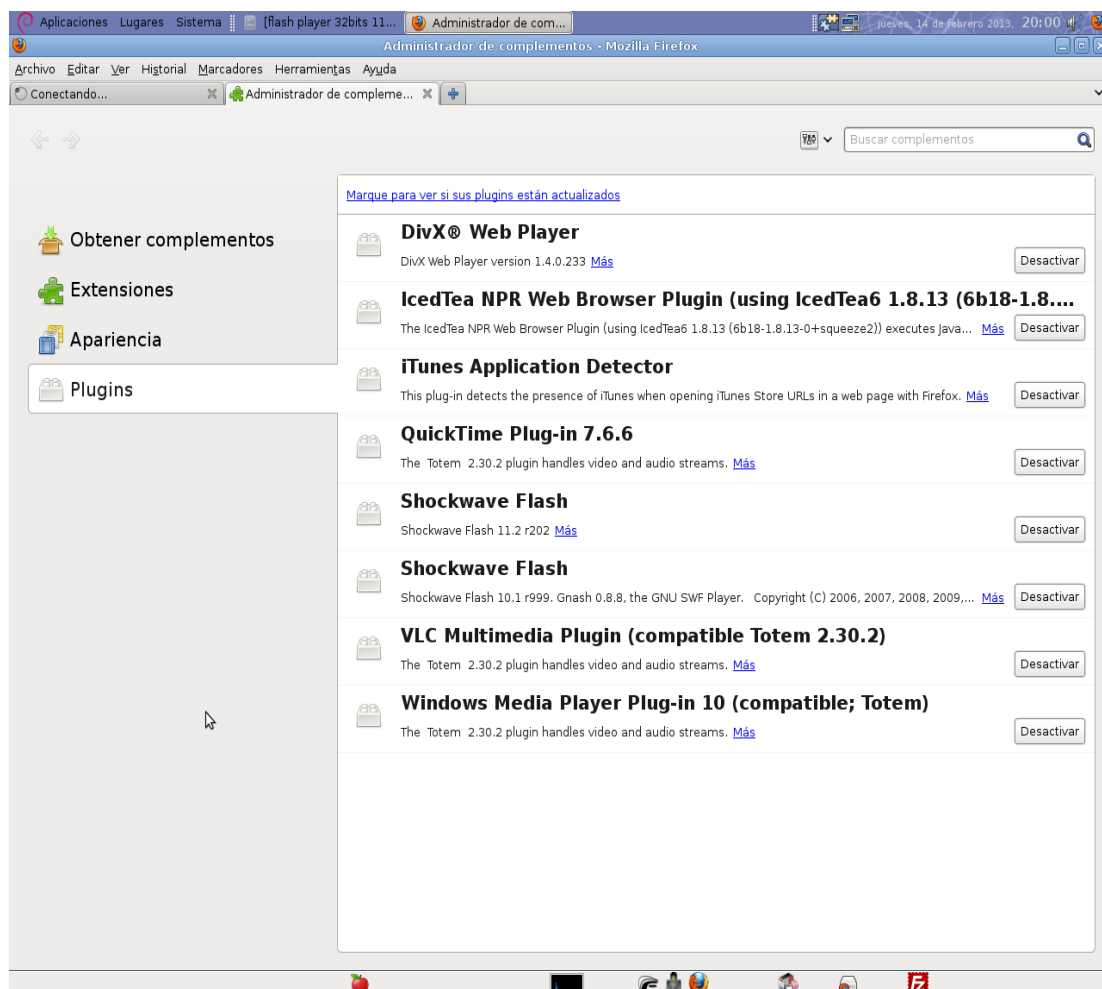 Aplicaciones Lugares Sistema [flash player 32bits 11... Administrador de com... jueves, 14 de febrero 2013, 20:00
Administrador de complementos - Mozilla Firefox
Archivo Editar Ver Historial Marcadores Herramientas Ayuda
Conectando... Administrador de compleme...
Buscar complementos
Marque para ver si sus plugins están actualizados
Obtener complementos
Extensiones
Apariencia
Plugins
DivX® Web Player
DivX Web Player version 1.4.0.233 Más Desactivar
IcedTea NPR Web Browser Plugin (using IcedTea6 1.8.13 (6b18-1.8....
The IcedTea NPR Web Browser Plugin (using IcedTea6 1.8.13 (6b18-1.8.13-0+squeeze2)) executes Java... Más Desactivar
iTunes Application Detector
This plug-in detects the presence of iTunes when opening iTunes Store URLs in a web page with Firefox. Más Desactivar
QuickTime Plug-in 7.6.6
The Totem 2.30.2 plugin handles video and audio streams. Más Desactivar
Shockwave Flash
Shockwave Flash 11.2 r202 Más Desactivar
Shockwave Flash
Shockwave Flash 10.1 r999. Gnash 0.8.8, the GNU SWF Player. Copyright (C) 2006, 2007, 2008, 2009,... Más Desactivar
VLC Multimedia Plugin (compatible Totem 2.30.2)
The Totem 2.30.2 plugin handles video and audio streams. Más Desactivar
Windows Media Player Plug-in 10 (compatible; Totem)
The Totem 2.30.2 plugin handles video and audio streams. Más Desactivar